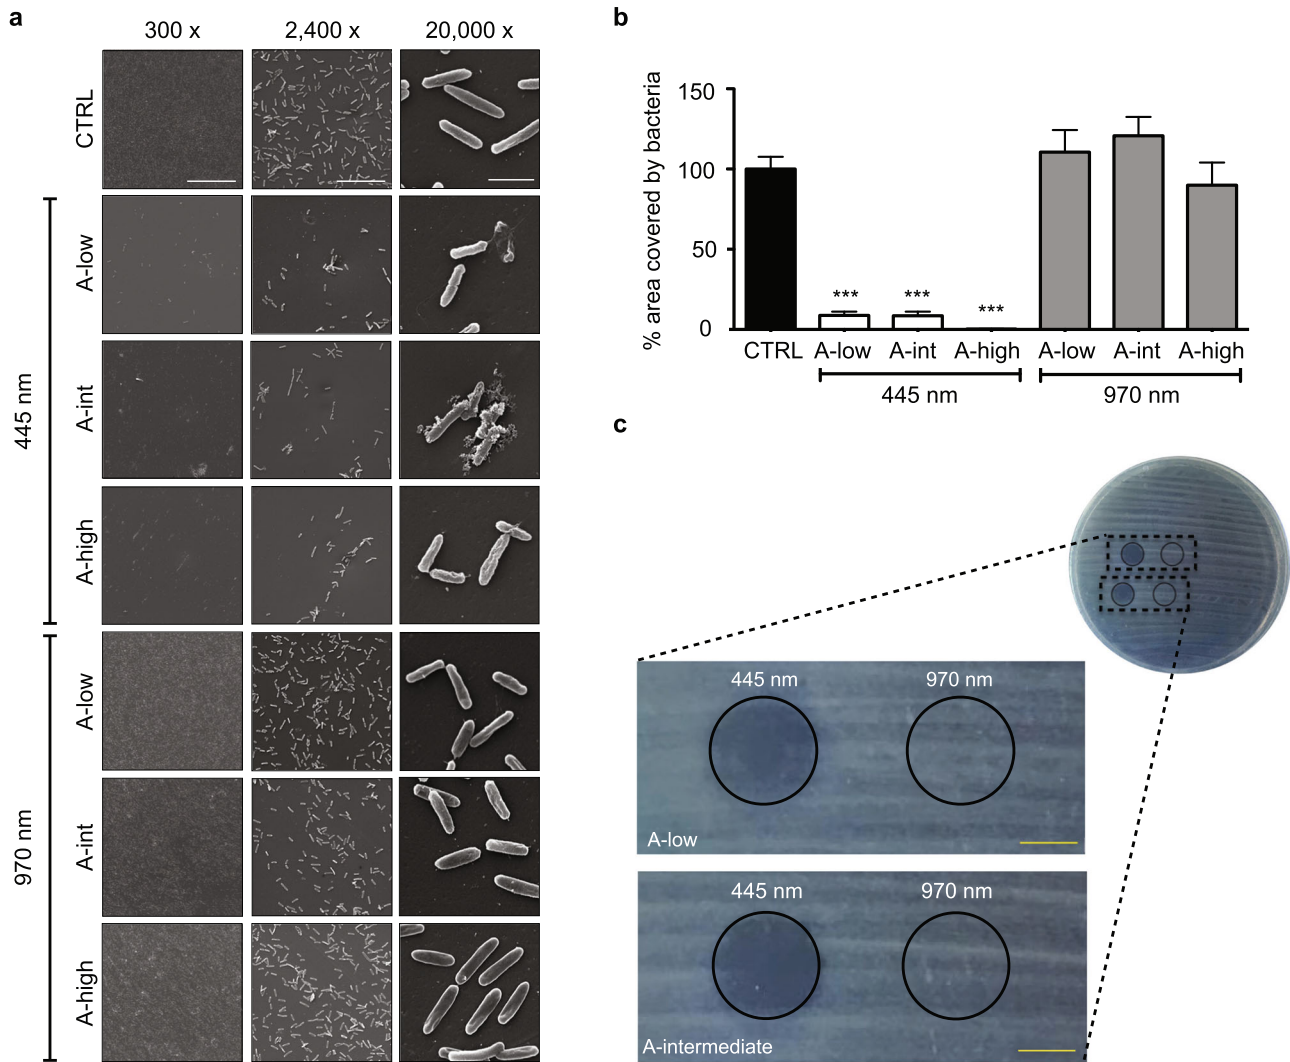 a
300 x
2,400 x
20,000 x
CTRL
445 nm
A-low
A-int
A-high
970 nm
A-low
A-int
A-high
b
% area covered by bacteria
150
100
50
0
CTRL
A-low
A-int
A-high
A-low
A-int
A-high
***
***
***
445 nm
970 nm
c
445 nm
970 nm
A-low
445 nm
970 nm
A-intermediate